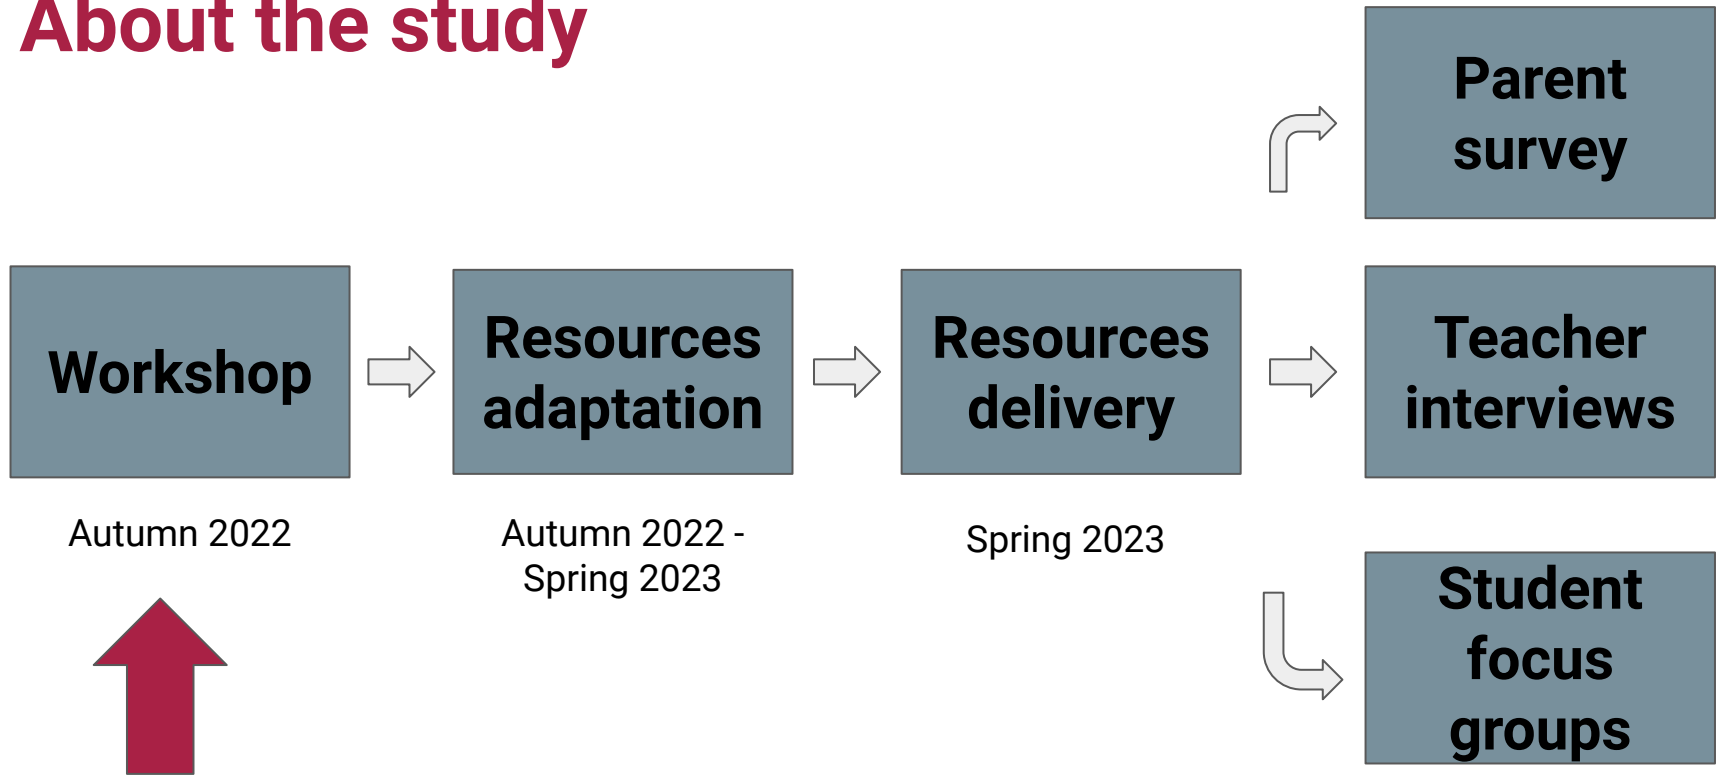 About the study
Parent
survey
Workshop
Resources
adaptation
Resources
delivery
Teacher
interviews
Autumn 2022
Autumn 2022 -
Spring 2023
Spring 2023
Student
focus
groups